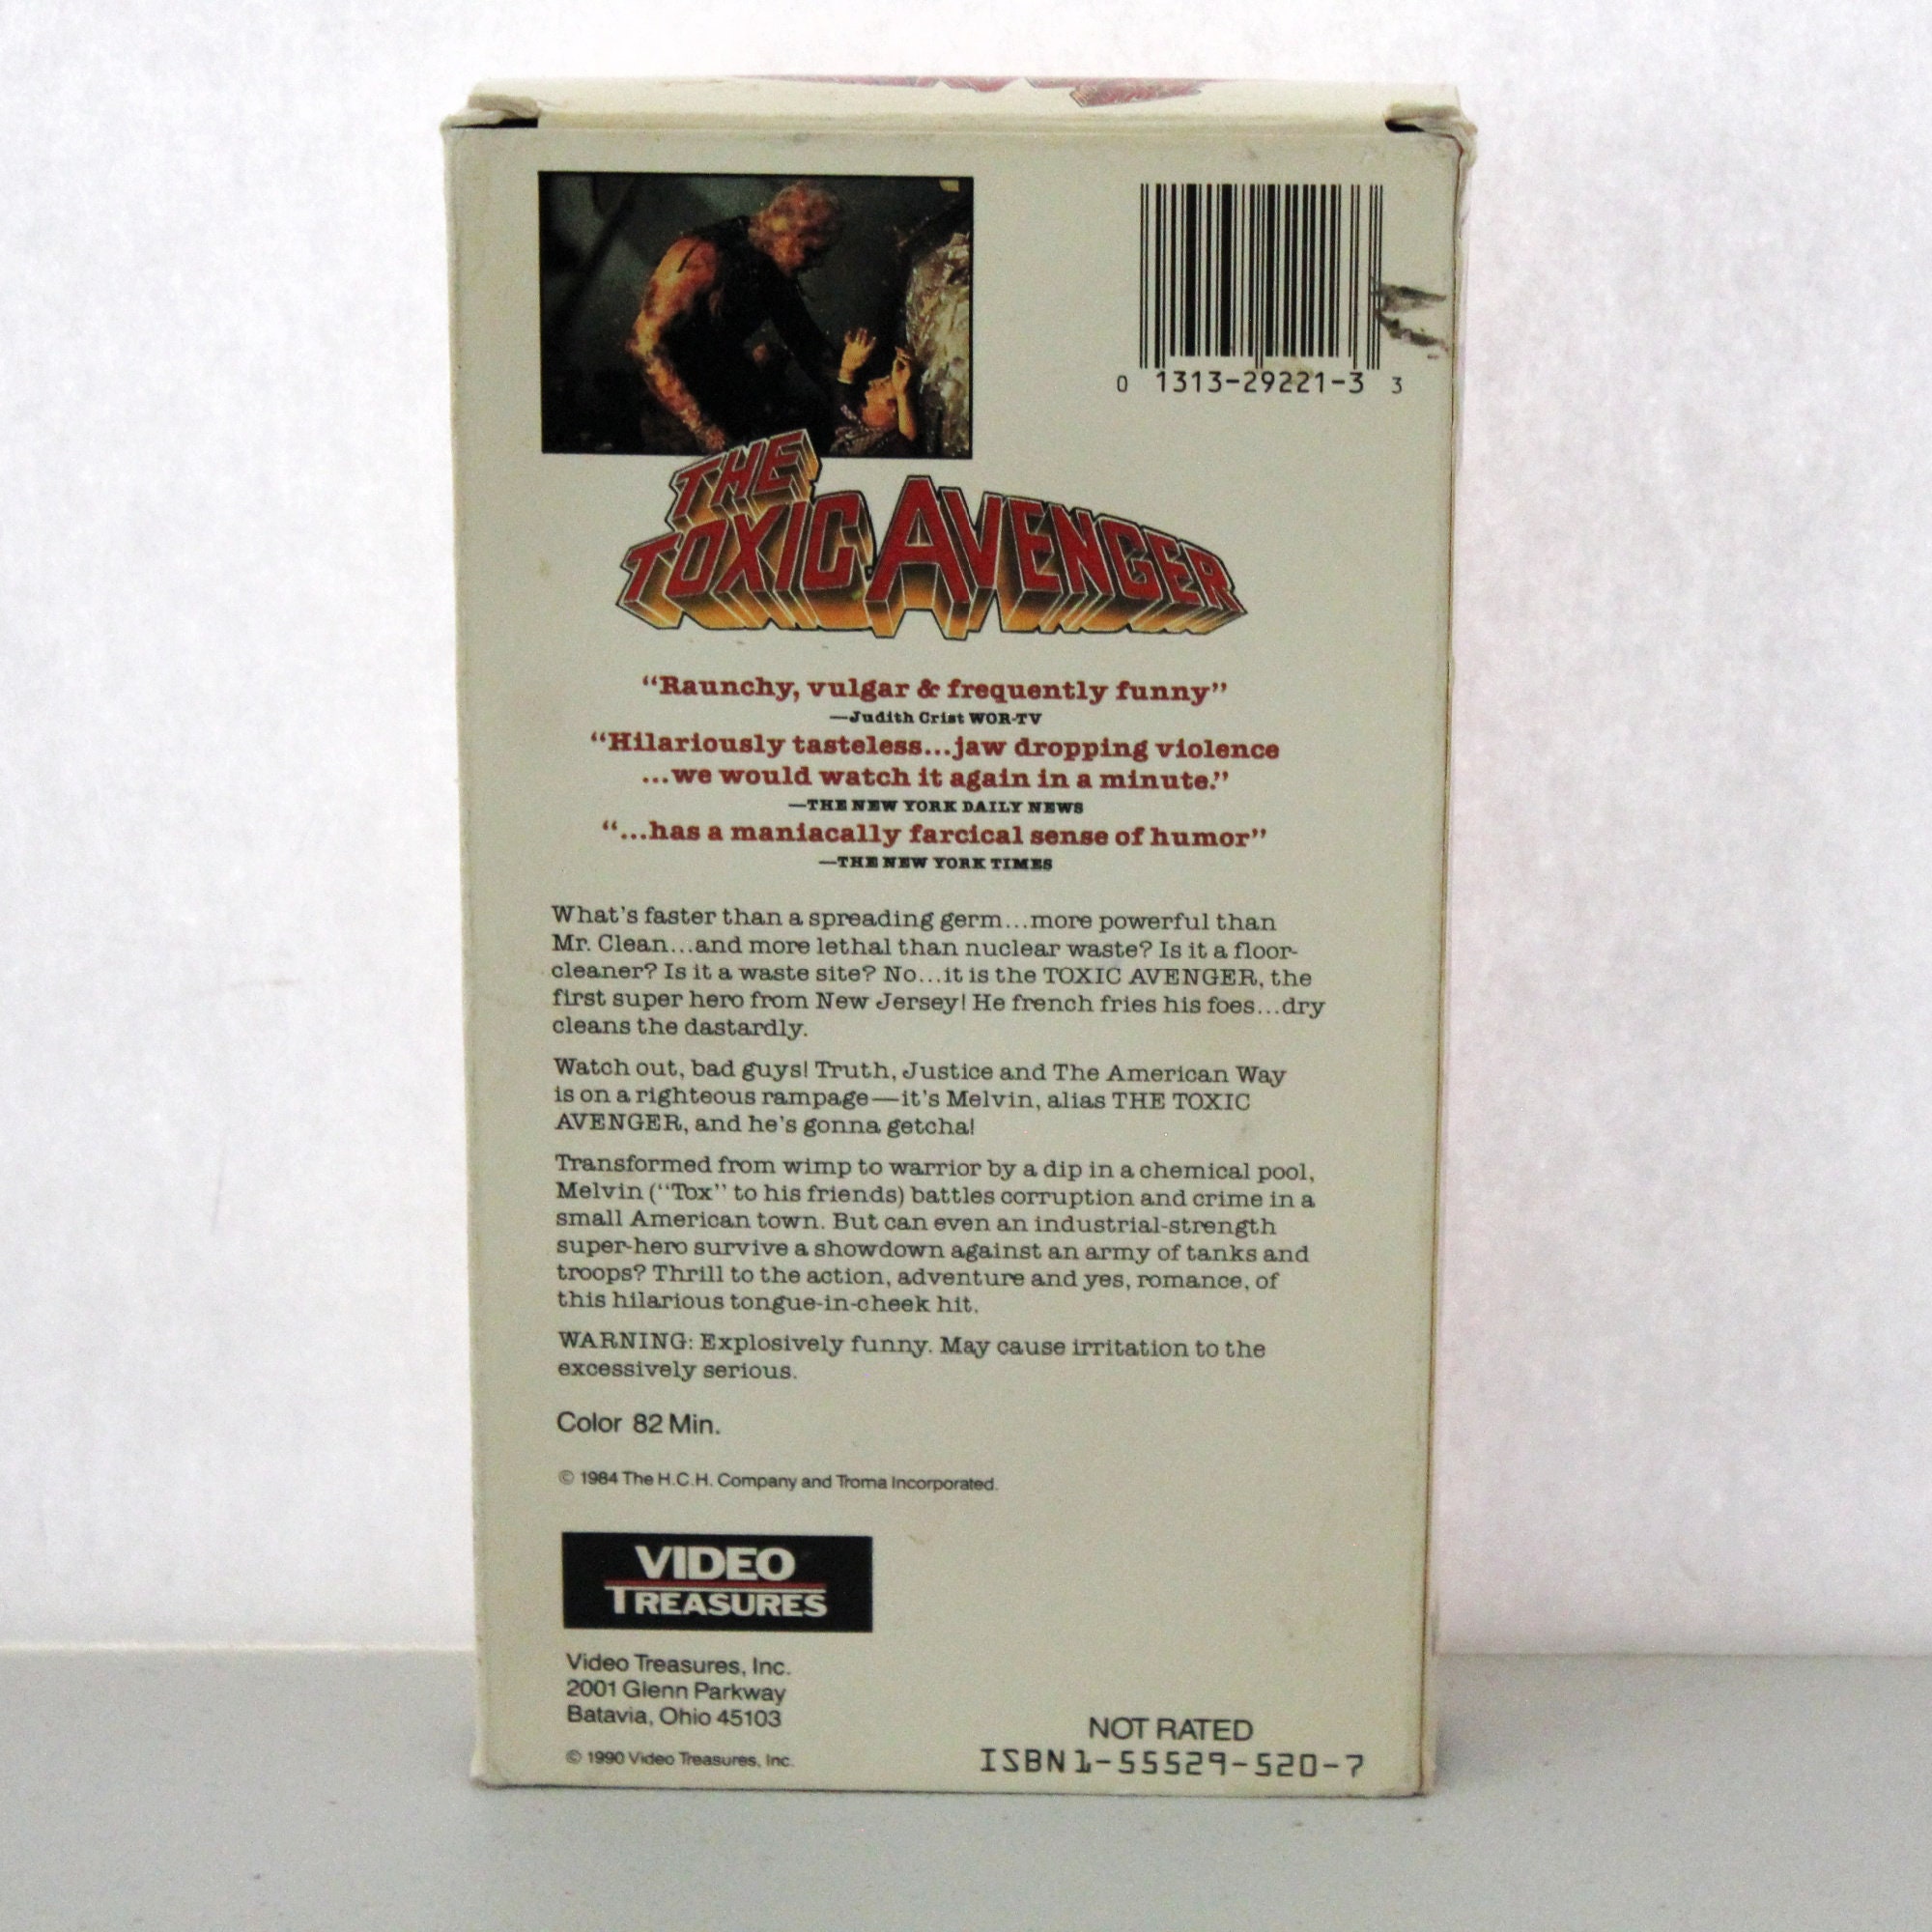 0 1313-29221-3 3
THE
TOXIC AVENGER
“Raunchy, vulgar & frequently funny”
—Judith Crist WOR-TV
“Hilariously tasteless...jaw dropping violence
...we would watch it again in a minute.”
—THE NEW YORK DAILY NEWS
“...has a maniacally farcical sense of humor”
—THE NEW YORK TIMES
What's faster than a spreading germ...more powerful than
Mr. Clean...and more lethal than nuclear waste? Is it a floor-
cleaner? Is it a waste site? No...it is the TOXIC AVENGER, the
first super hero from New Jersey! He french fries his foes...dry
cleans the dastardly.
Watch out, bad guys! Truth, Justice and The American Way
is on a righteous rampage—it's Melvin, alias THE TOXIC
AVENGER, and he's gonna getcha!
Transformed from wimp to warrior by a dip in a chemical pool,
Melvin (“Tox” to his friends) battles corruption and crime in a
small American town. But can even an industrial-strength
super-hero survive a showdown against an army of tanks and
troops? Thrill to the action, adventure and yes, romance, of
this hilarious tongue-in-cheek hit.
WARNING: Explosively funny. May cause irritation to the
excessively serious.
Color 82 Min.
© 1984 The H.C.H. Company and Troma Incorporated.
VIDEO
TREASURES
Video Treasures, Inc.
2001 Glenn Parkway
Batavia, Ohio 45103
© 1990 Video Treasures, Inc.
NOT RATED
ISBN 1-55529-520-7